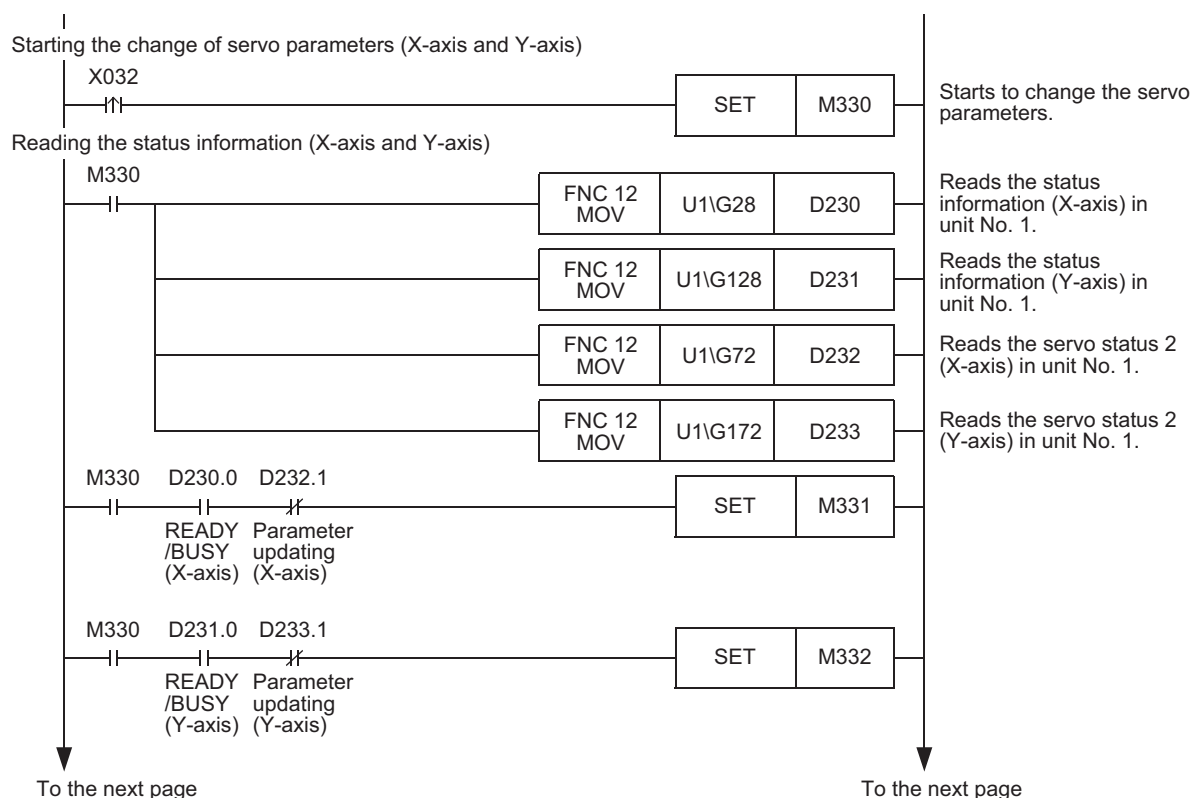 Starting the change of servo parameters (X-axis and Y-axis)
X032
SET M330
Starts to change the servo
parameters.
Reading the status information (X-axis and Y-axis)
M330
FNC 12
MOV
U1\G28 D230
Reads the status
information (X-axis) in
unit No. 1.
FNC 12
MOV
U1\G128 D231
Reads the status
information (Y-axis) in
unit No. 1.
FNC 12
MOV
U1\G72 D232
Reads the servo status 2
(X-axis) in unit No. 1.
FNC 12
MOV
U1\G172 D233
Reads the servo status 2
(Y-axis) in unit No. 1.
M330 D230.0 D232.1
SET M331
READY Parameter
/BUSY updating
(X-axis) (X-axis)
M330 D231.0 D233.1
SET M332
READY Parameter
/BUSY updating
(Y-axis) (Y-axis)
To the next page To the next page